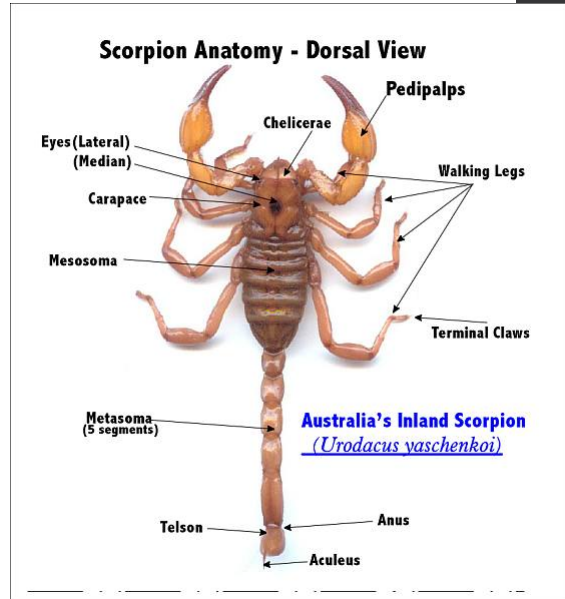 Scorpion Anatomy - Dorsal View
Pedipalps
Chelicerae
Eyes(Lateral)
(Median)
Walking Legs
Carapace
Mesosoma
Terminal Claws
Metasoma
(5 segments)
Australia's Inland Scorpion
(Urodacus yaschenkoi)
Telson
Anus
Aculeus